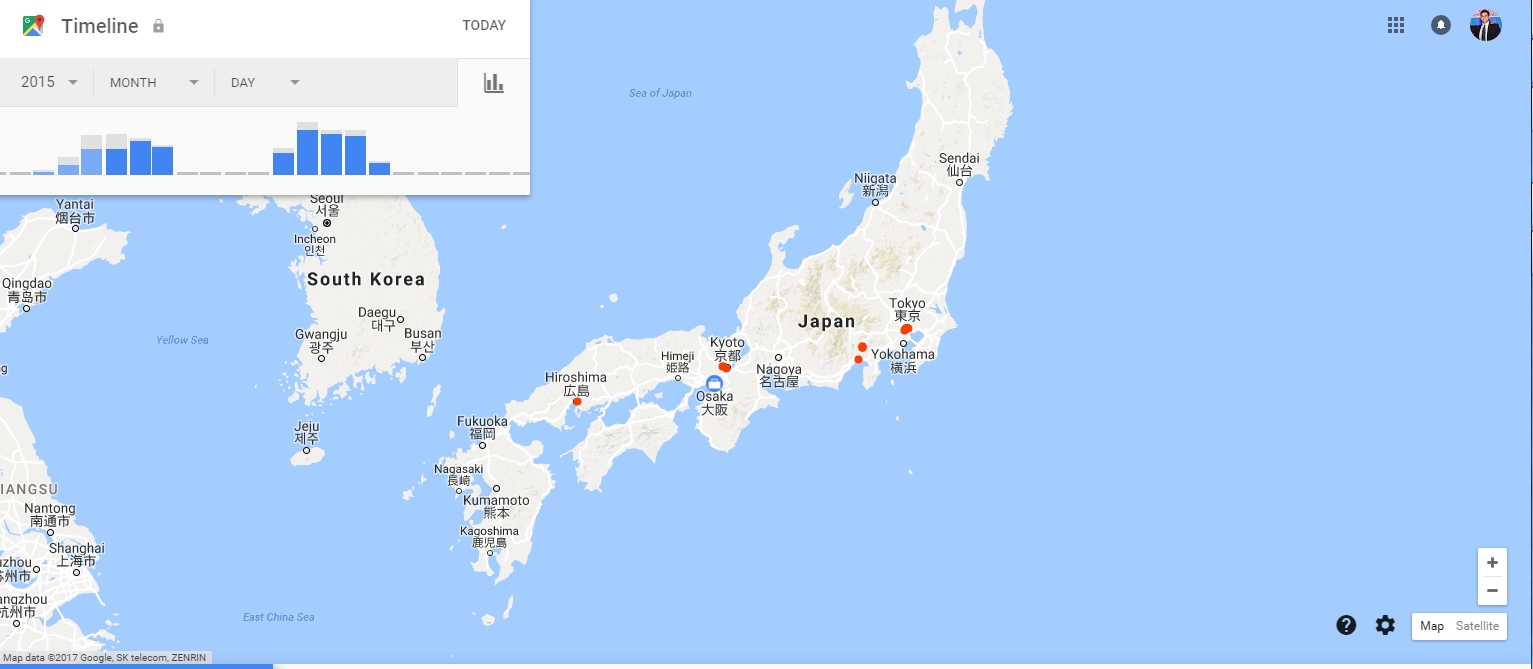 Timeline
TODAY
2015
MONTH
DAY
Sea of Japan
Sendai
仙台
Niigata
新潟
Seoul
서울
Yantai
烟台市
Incheon
인천
South Korea
Qingdao
青岛市
Daegu
대구
Tokyo
東京
Japan
Gwangju
광주
Busan
부산
Yellow Sea
Kyoto
京都
Yokohama
横浜
Himeji
姫路
Nagoya
名古屋
Hiroshima
広島
Osaka
大阪
Fukuoka
福岡
Jeju
제주
Nagasaki
長崎
IANGSU
Kumamoto
熊本
Nantong
南通市
Kagoshima
鹿児島
Shanghai
上海市
zhou
苏州市
angzhou
杭州市
East China Sea
Map
Satellite
Map data ©2017 Google, SK telecom, ZENRIN